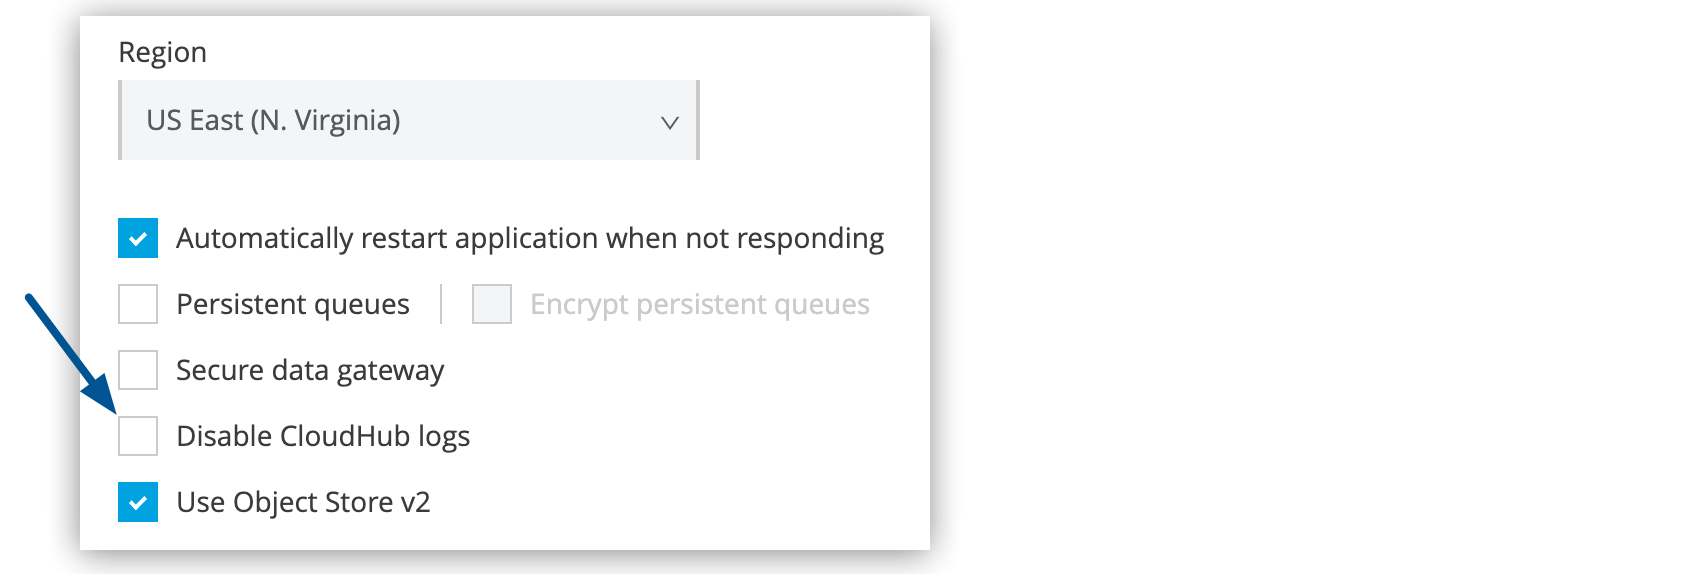 Region
US East (N. Virginia)
Automatically restart application when not responding
Persistent queues Encrypt persistent queues
Secure data gateway
Disable CloudHub logs
Use Object Store v2